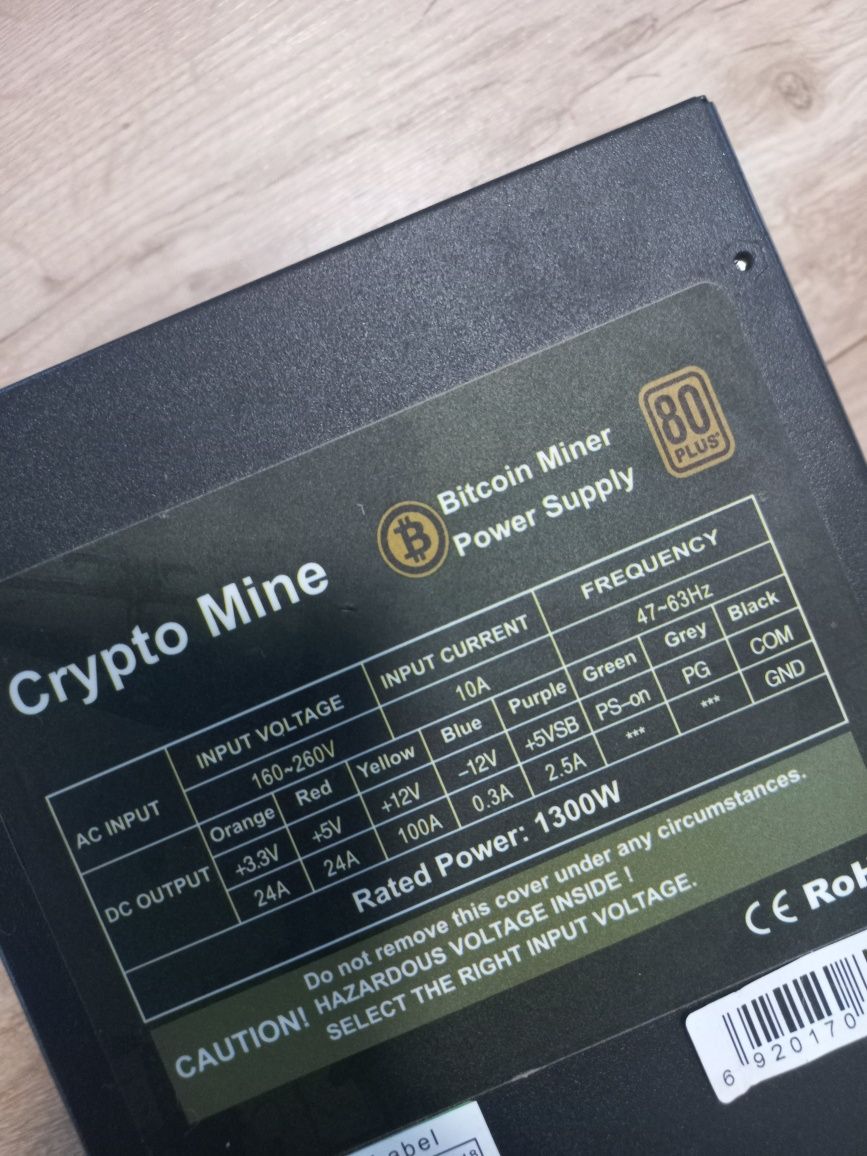 80
PLUS
Bitcoin Miner
Power Supply
Crypto Mine
AC INPUT
INPUT VOLTAGE INPUT CURRENT FREQUENCY
160~260V 10A 47~63Hz
DC OUTPUT
Orange Red Yellow Blue Purple Green Grey Black
+3.3V +5V +12V -12V +5VSB PS-on PG COM
24A 24A 100A 0.3A 2.5A *** *** GND
Rated Power: 1300W
CAUTION!
Do not remove this cover under any circumstances.
HAZARDOUS VOLTAGE INSIDE !
SELECT THE RIGHT INPUT VOLTAGE.
CE RoH
6 920170
abel